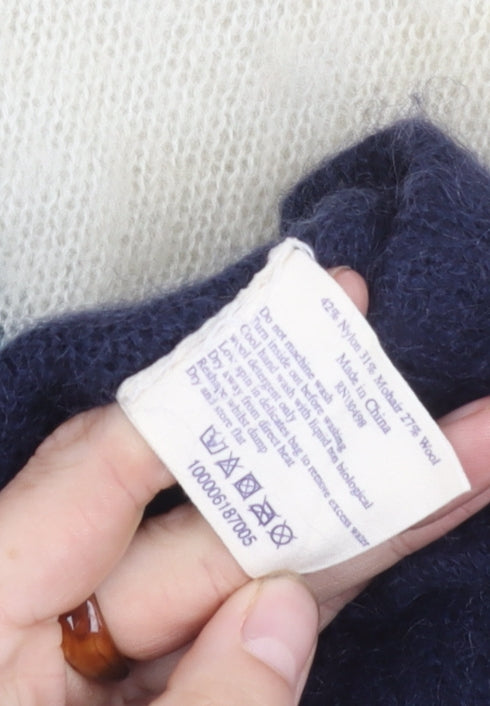 42% Nylon 31% Mohair 27% Wool
Made in China
Do not machine wash
Turn inside out before washing
Cool hand wash with liquid non biological
wool detergent only
Low spin in delicates bag to remove excess water
Dry away from direct heat
Reshape whilst damp
Dry and store flat
100006187005